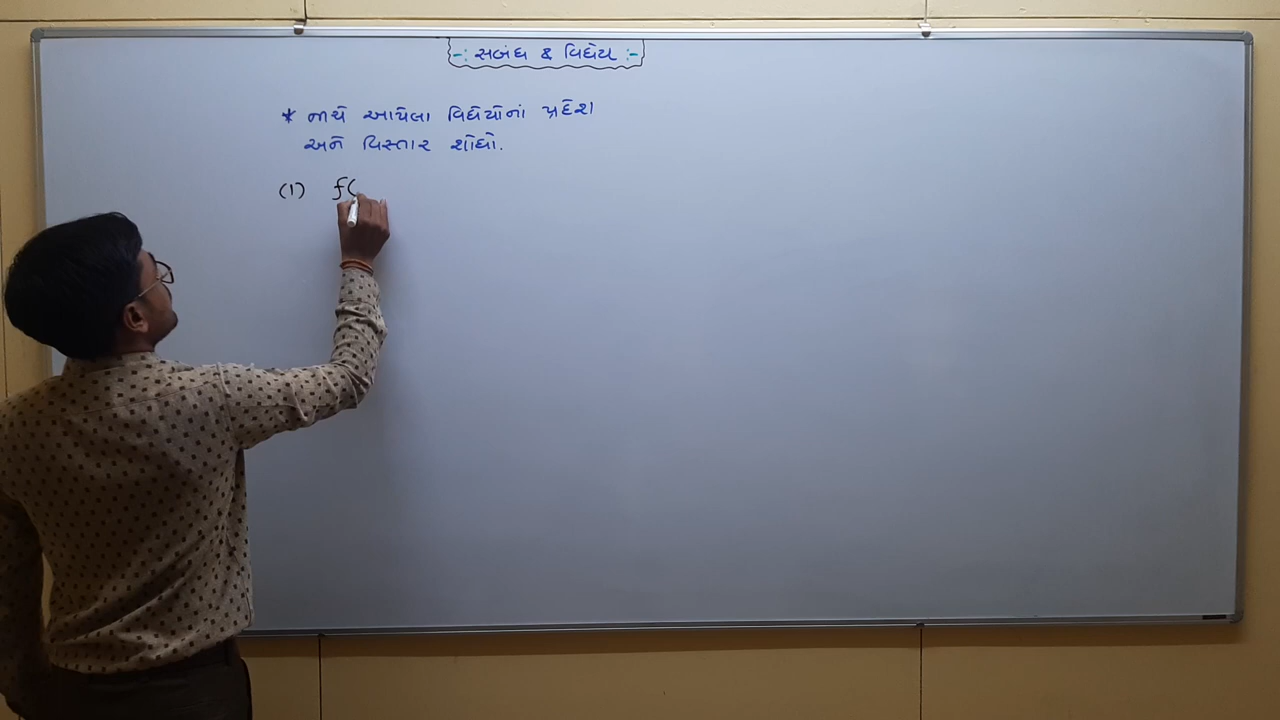 -: સબંધ & વિધેય :-
* નીચે આપેલા વિધેયોનાં પ્રદેશ
અને વિસ્તાર શોધો.
(1) f(